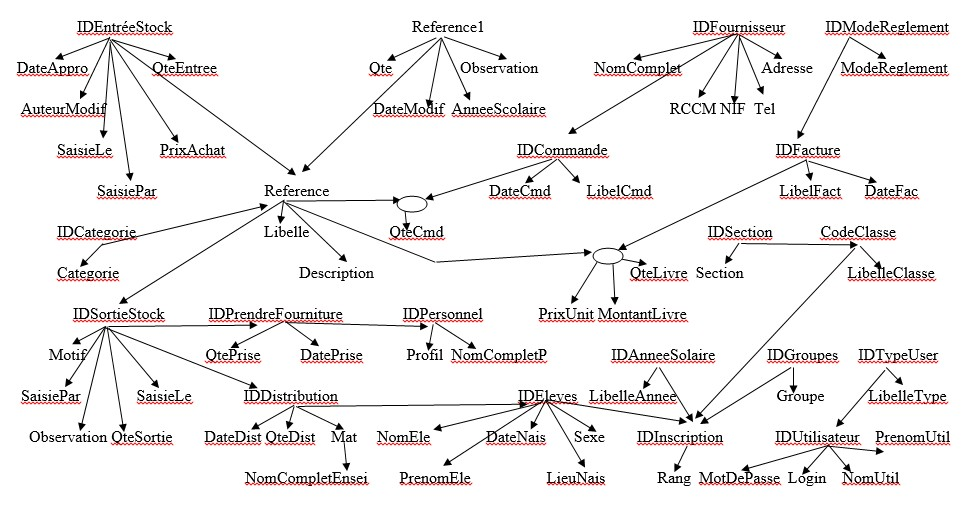 IDEntréeStock Reference1 IDFournisseur IDModeReglement
DateAppro QteEntree Qte Observation NomComplet Adresse ModeReglement
AuteurModif DateModif AnneeScolaire RCCM NIF Tel
SaisieLe PrixAchat IDCommande IDFacture
SaisiePar Reference DateCmd LibelCmd LibelFact DateFac
IDCategorie Libelle QteCmd IDSection CodeClasse
Categorie Description QteLivre Section LibelleClasse
IDSortieStock IDPrendreFourniture IDPersonnel PrixUnit MontantLivre
Motif QtePrise DatePrise Profil NomCompletP IDAnneeSolaire IDGroupes IDTypeUser
SaisiePar SaisieLe IDDistribution IDEleves LibelleAnnee Groupe LibelleType
Observation QteSortie DateDist QteDist Mat NomEle DateNais Sexe IDInscription IDUtilisateur PrenomUtil
NomCompletEnsei PrenomEle LieuNais Rang MotDePasse Login NomUtil